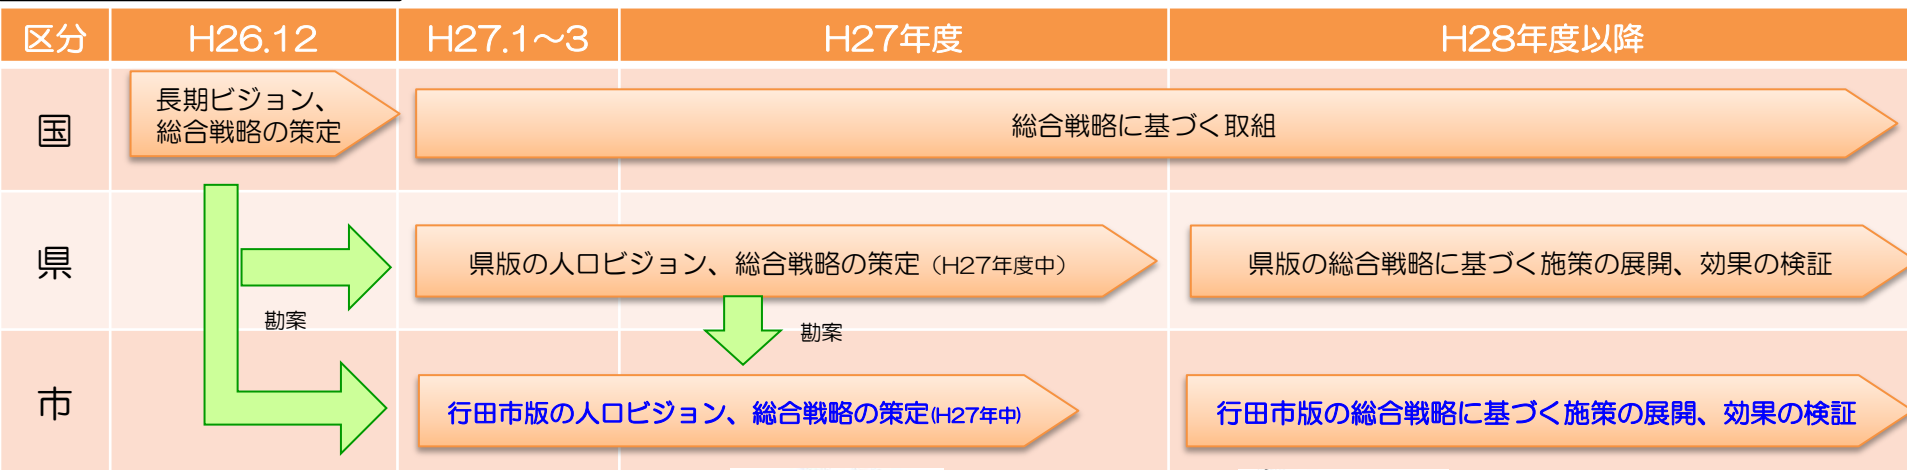 区分 H26.12 H27.1～3 H27年度 H28年度以降
国
長期ビジョン、
総合戦略の策定
総合戦略に基づく取組
県
県版の人口ビジョン、総合戦略の策定（H27年度中）
県版の総合戦略に基づく施策の展開、効果の検証
勘案
勘案
市
行田市版の人口ビジョン、総合戦略の策定(H27年中)
行田市版の総合戦略に基づく施策の展開、効果の検証